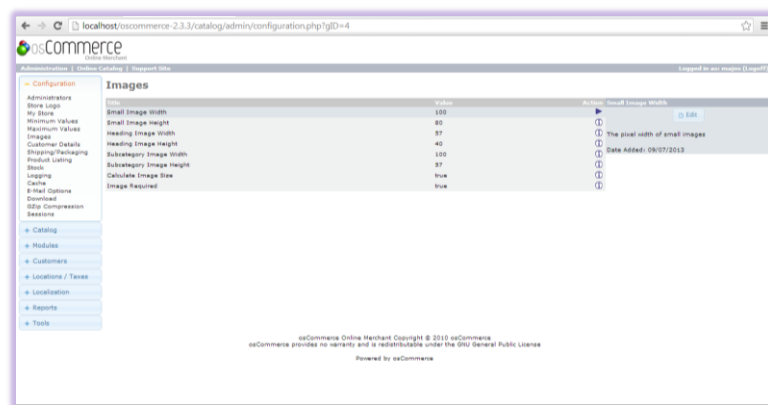 localhost/oscommerce-2.3.3/catalog/admin/configuration.php?gID=4
osCommerce
Online Merchant
Administration | Online Catalog | Support Site
Logged in as: majno (Logoff)
Configuration
Administrators
Store Logo
My Store
Minimum Values
Maximum Values
Images
Customer Details
Shipping/Packaging
Product Listing
Stock
Logging
Cache
E-Mail Options
Download
GZip Compression
Sessions
+ Catalog
+ Modules
+ Customers
+ Locations / Taxes
+ Localization
+ Reports
+ Tools
Images
Title Value Action
Small Image Width 100
Small Image Height 80
Heading Image Width 57
Heading Image Height 40
Subcategory Image Width 100
Subcategory Image Height 57
Calculate Image Size true
Image Required true
Small Image Width
Edit
The pixel width of small images
Date Added: 09/07/2013
osCommerce Online Merchant Copyright © 2010 osCommerce
osCommerce provides no warranty and is redistributable under the GNU General Public License
Powered by osCommerce